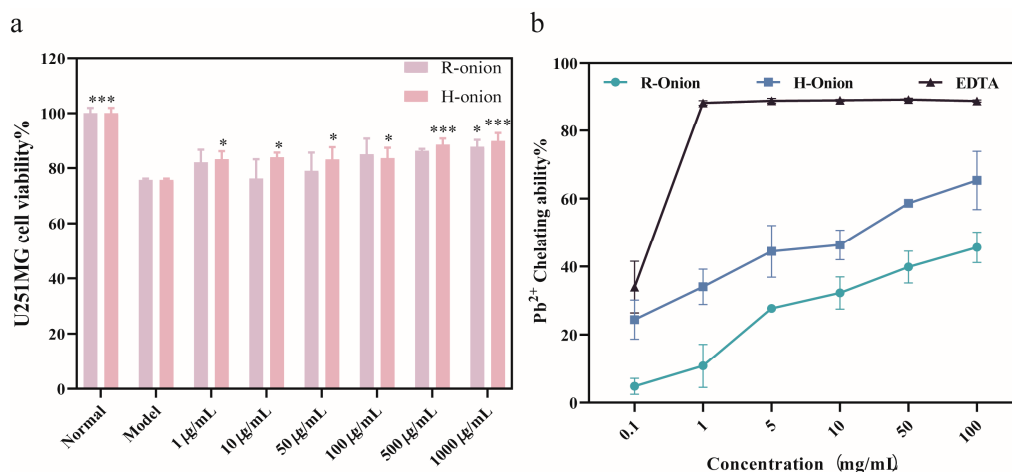 a
U251MG cell viability%
120
100
80
60
40
20
0
R-onion
H-onion
***
*
*
*
*
***
*
***
Normal
Model
1 μg/mL
10 μg/mL
50 μg/mL
100 μg/mL
500 μg/mL
1000 μg/mL
b
Pb²⁺ Chelating ability%
100
80
60
40
20
0
R-Onion H-Onion EDTA
0.1 1 5 10 50 100
Concentration (mg/mL)